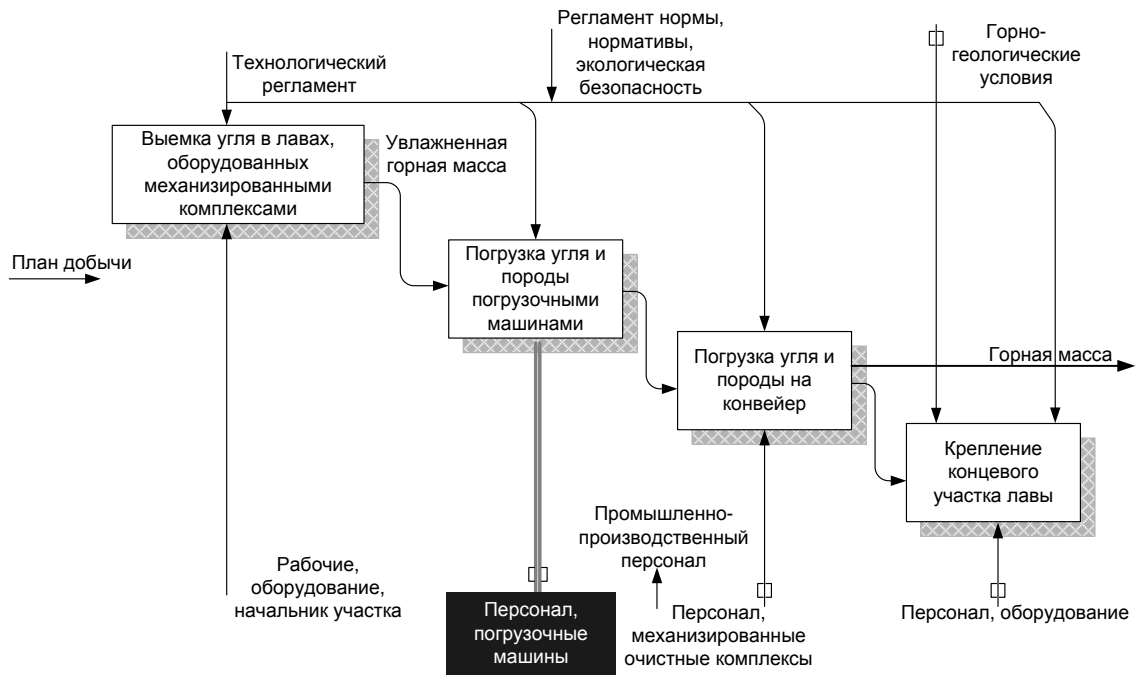 Регламент нормы,
нормативы,
экологическая
безопасность
Горно-
геологические
условия
Технологический
регламент
Выемка угля в лавах,
оборудованных
механизированными
комплексами
Увлажненная
горная масса
План добычи
Погрузка угля и
породы
погрузочными
машинами
Погрузка угля и
породы на
конвейер
Горная масса
Крепление
концевого
участка лавы
Рабочие,
оборудование,
начальник участка
Персонал,
погрузочные
машины
Промышленно-
производственный
персонал
Персонал,
механизированные
очистные комплексы
Персонал, оборудование